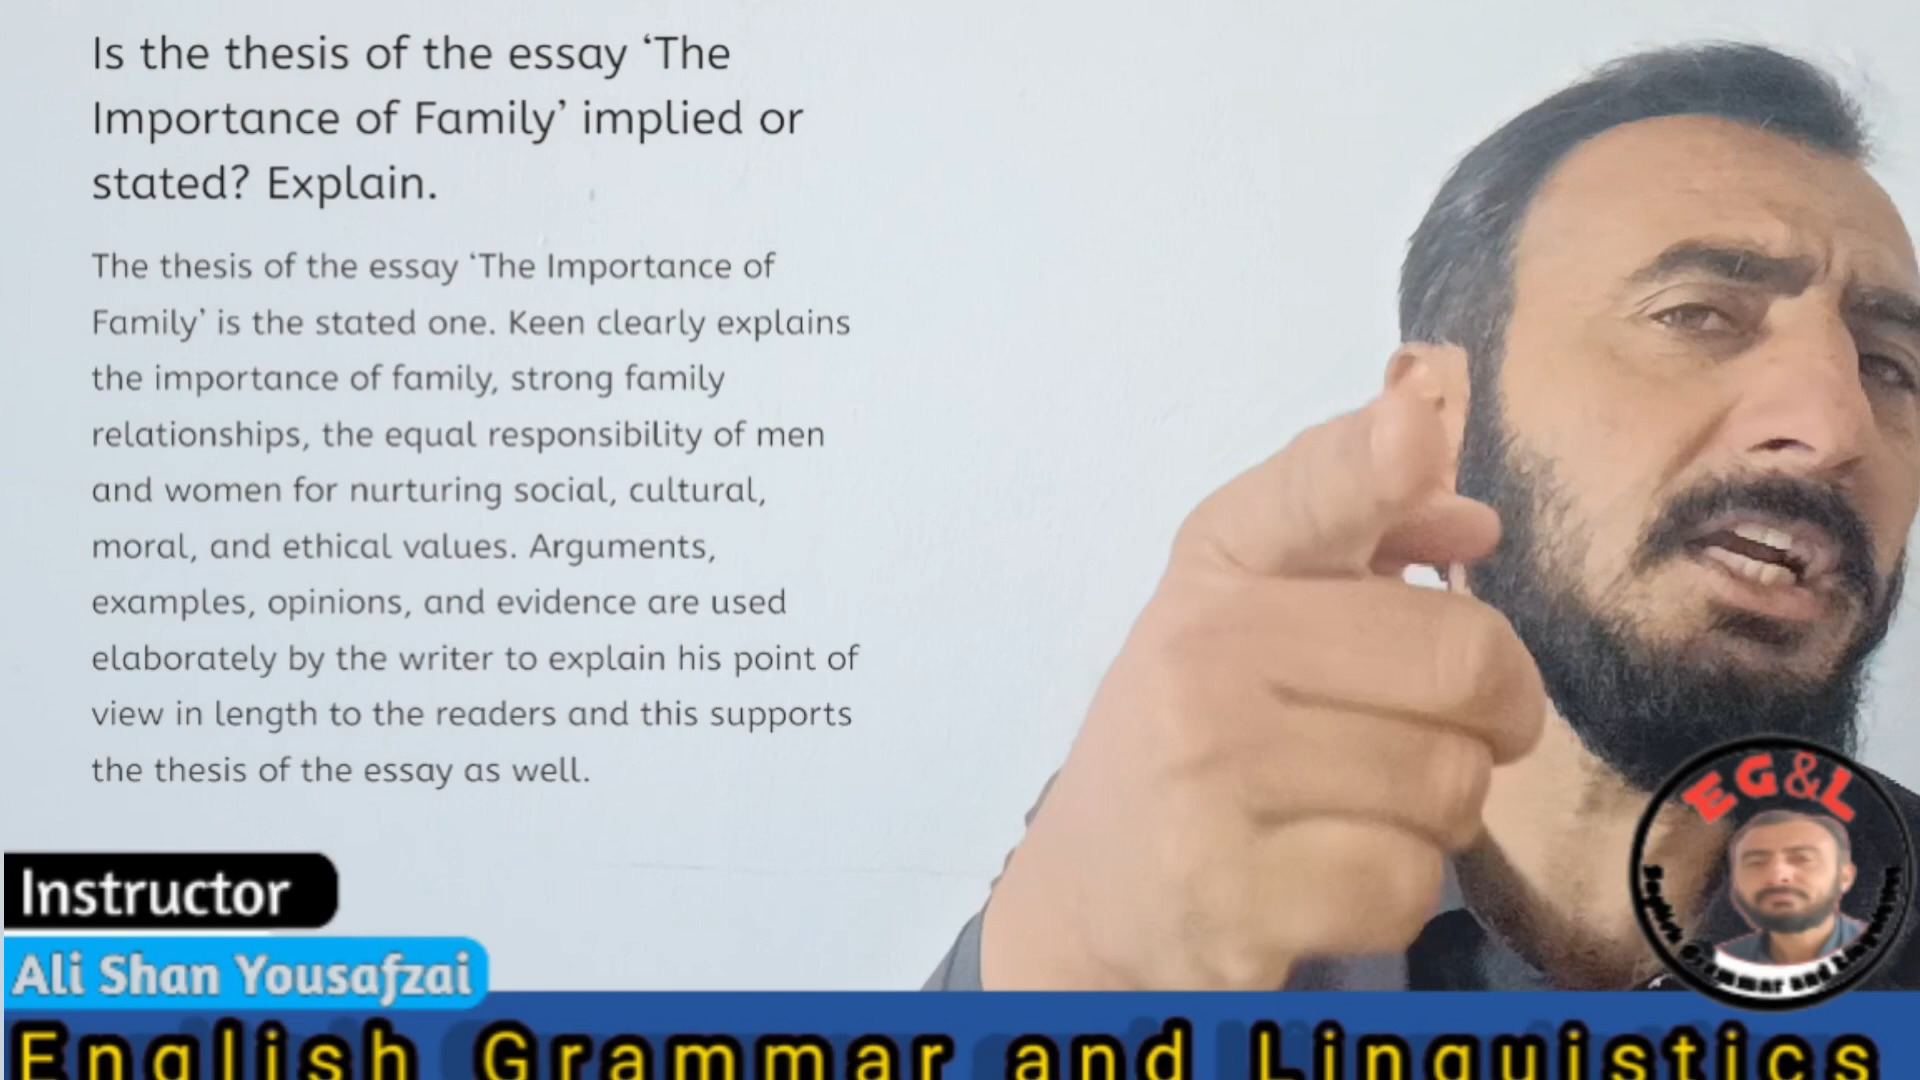 Is the thesis of the essay ‘The
Importance of Family’ implied or
stated? Explain.
The thesis of the essay ‘The Importance of
Family’ is the stated one. Keen clearly explains
the importance of family, strong family
relationships, the equal responsibility of men
and women for nurturing social, cultural,
moral, and ethical values. Arguments,
examples, opinions, and evidence are used
elaborately by the writer to explain his point of
view in length to the readers and this supports
the thesis of the essay as well.
Instructor
Ali Shan Yousafzai
EG&L
English Grammar and Linguistics
English Grammar and Linguistics